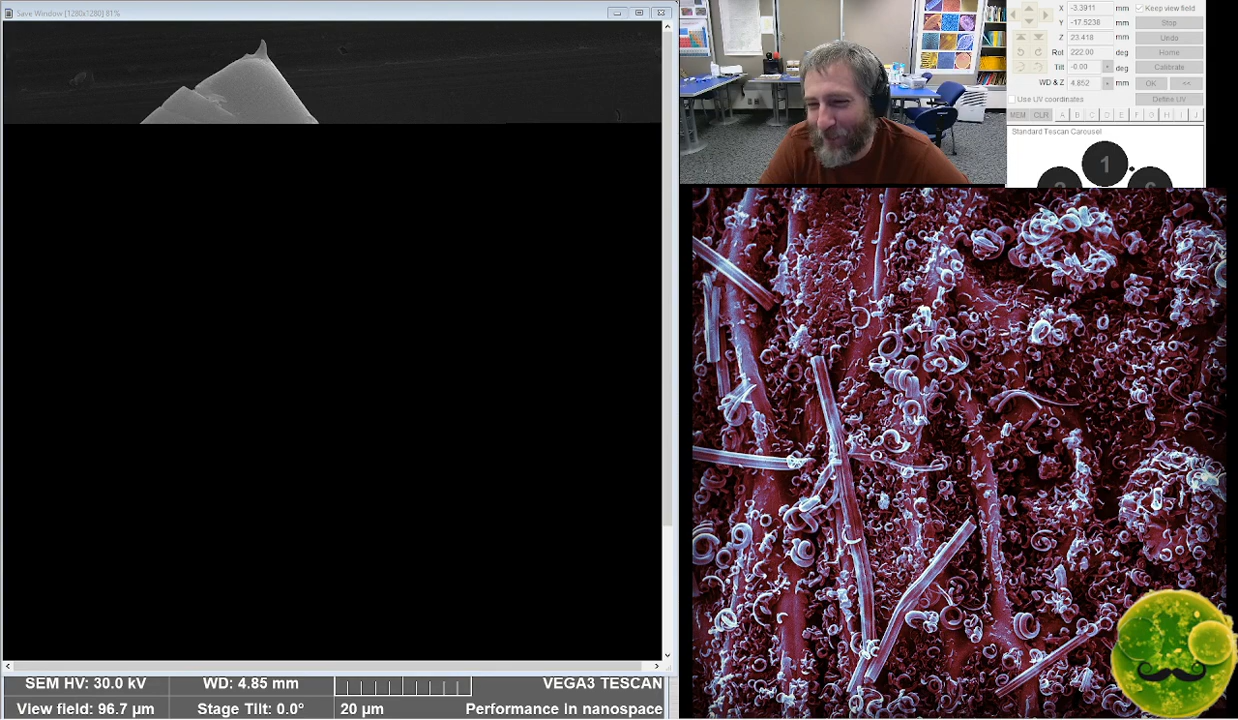 Save Window [1280x1280] 81%
X -3.3911 mm Keep view field
Y -17.5238 mm Stop
Z 23.418 mm Undo
Rot 222.00 deg Home
Tilt -0.00 deg Calibrate
WD & Z 4.852 mm OK <<
Use UV coordinates Define UV
MEM CLR A B C D E F G H I J
Standard Tescan Carousel
1
SEM HV: 30.0 kV WD: 4.85 mm VEGA3 TESCAN
View field: 96.7 µm Stage Tilt: 0.0° 20 µm Performance in nanospace